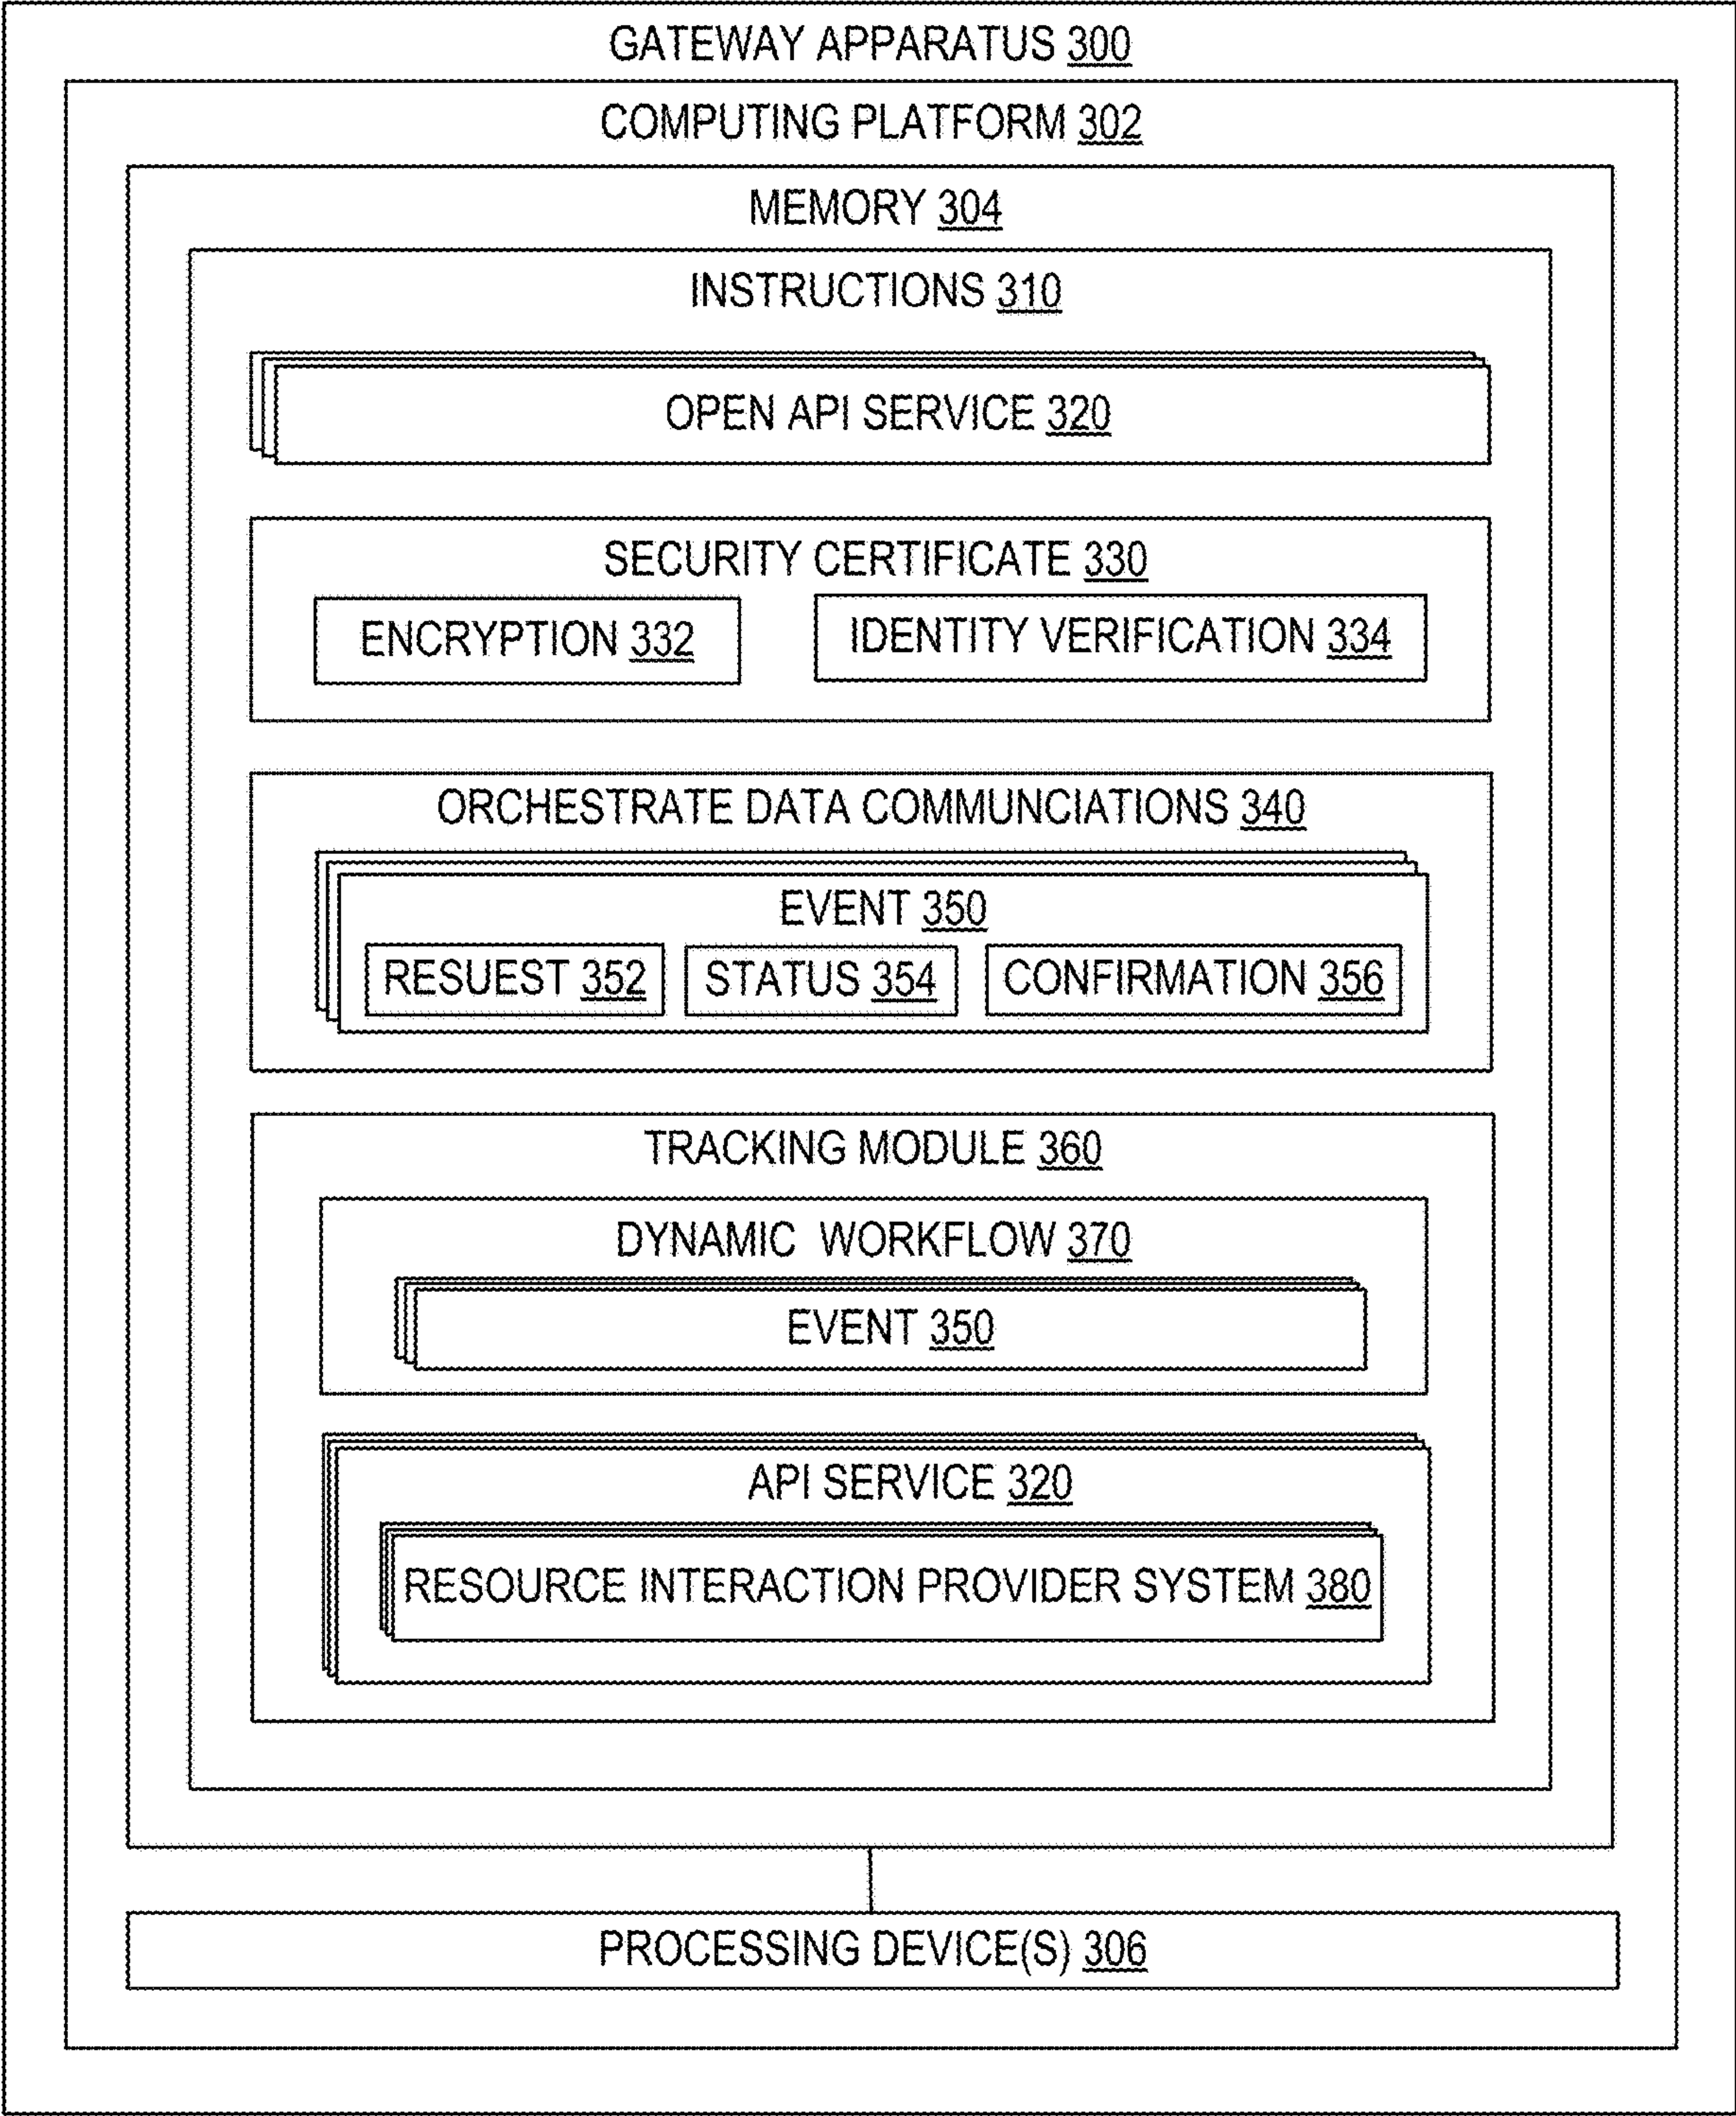 GATEWAY APPARATUS 300
COMPUTING PLATFORM 302
MEMORY 304
INSTRUCTIONS 310
OPEN API SERVICE 320
SECURITY CERTIFICATE 330
ENCRYPTION 332
IDENTITY VERIFICATION 334
ORCHESTRATE DATA COMMUNCIATIONS 340
EVENT 350
RESUEST 352
STATUS 354
CONFIRMATION 356
TRACKING MODULE 360
DYNAMIC WORKFLOW 370
EVENT 350
API SERVICE 320
RESOURCE INTERACTION PROVIDER SYSTEM 380
PROCESSING DEVICE(S) 306